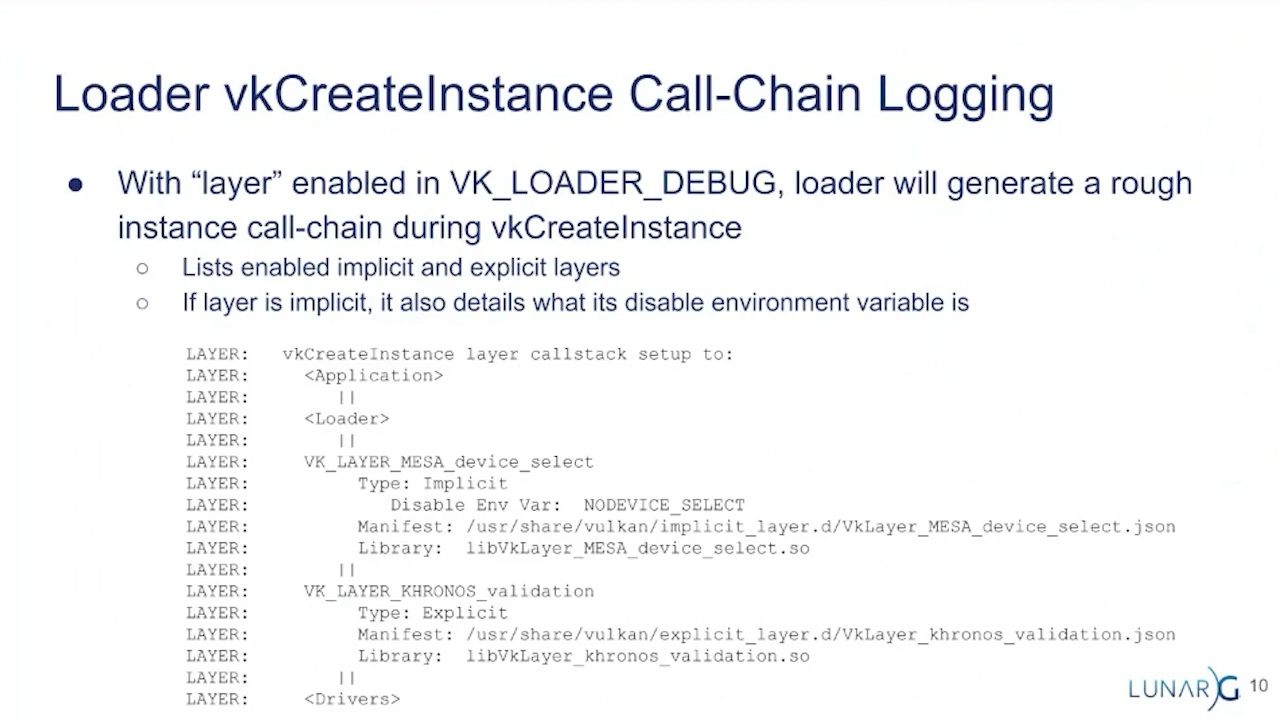 Loader vkCreateInstance Call-Chain Logging
● With “layer” enabled in VK_LOADER_DEBUG, loader will generate a rough
instance call-chain during vkCreateInstance
○ Lists enabled implicit and explicit layers
○ If layer is implicit, it also details what its disable environment variable is
LAYER: vkCreateInstance layer callstack setup to:
LAYER: <Application>
LAYER: ||
LAYER: <Loader>
LAYER: ||
LAYER: VK_LAYER_MESA_device_select
LAYER: Type: Implicit
LAYER: Disable Env Var: NODEVICE_SELECT
LAYER: Manifest: /usr/share/vulkan/implicit_layer.d/VkLayer_MESA_device_select.json
LAYER: Library: libVkLayer_MESA_device_select.so
LAYER: ||
LAYER: VK_LAYER_KHRONOS_validation
LAYER: Type: Explicit
LAYER: Manifest: /usr/share/vulkan/explicit_layer.d/VkLayer_khronos_validation.json
LAYER: Library: libVkLayer_khronos_validation.so
LAYER: ||
LAYER: <Drivers>
LUNARG 10